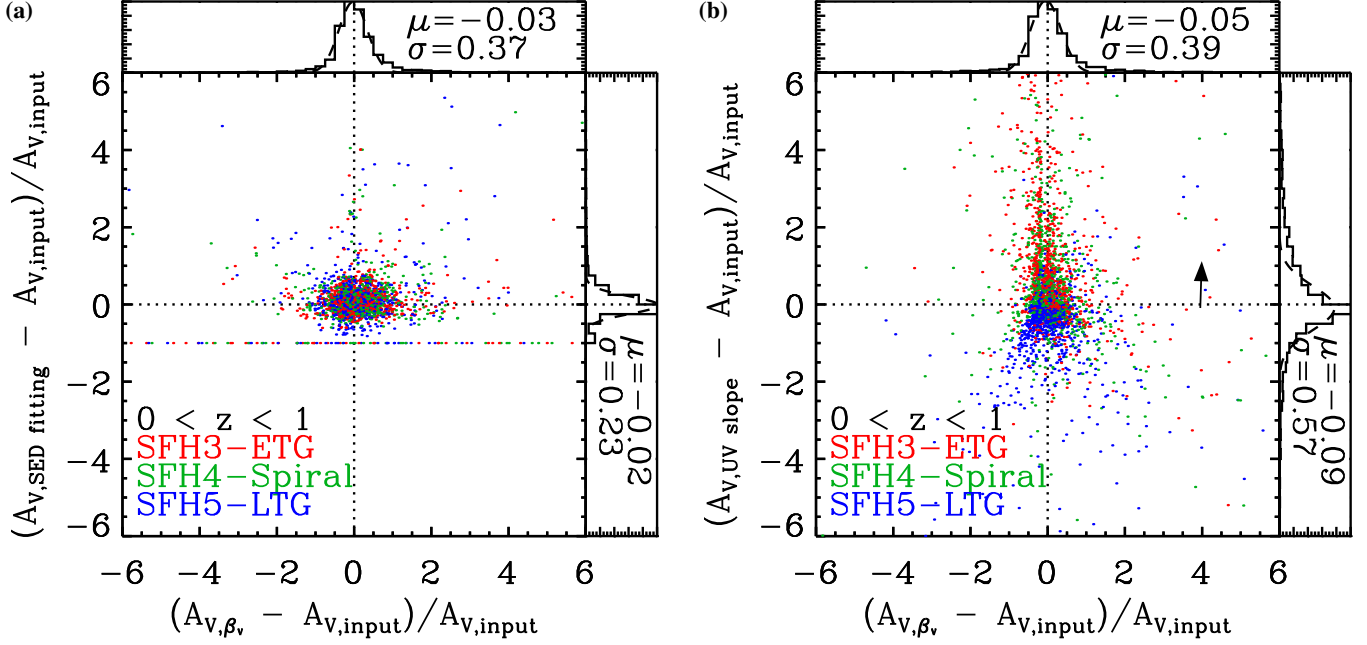 (a)
μ=−0.03
σ=0.37
(A_V,SED fitting − A_V,input)/A_V,input
6
4
2
0
−2
−4
−6
0 < z < 1
SFH3−ETG
SFH4−Spiral
SFH5−LTG
μ=−0.02
σ=0.23
−6 −4 −2 0 2 4 6
(A_V,β_V − A_V,input)/A_V,input
(b)
μ=−0.05
σ=0.39
(A_V,UV slope − A_V,input)/A_V,input
6
4
2
0
−2
−4
−6
0 < z < 1
SFH3−ETG
SFH4−Spiral
SFH5−LTG
μ=−0.09
σ=0.57
−6 −4 −2 0 2 4 6
(A_V,β_V − A_V,input)/A_V,input